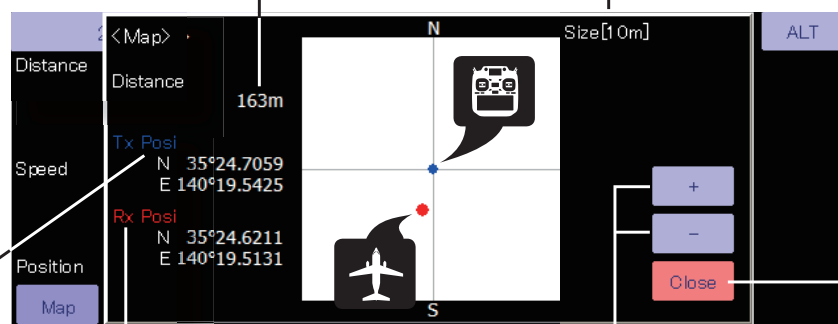 <Map>
N
Size[10m]
ALT
Distance
Distance
163m
Tx Posi
N 35°24.7059
E 140°19.5425
Speed
+
Rx Posi
N 35°24.6211
E 140°19.5131
−
Position
Close
Map
S